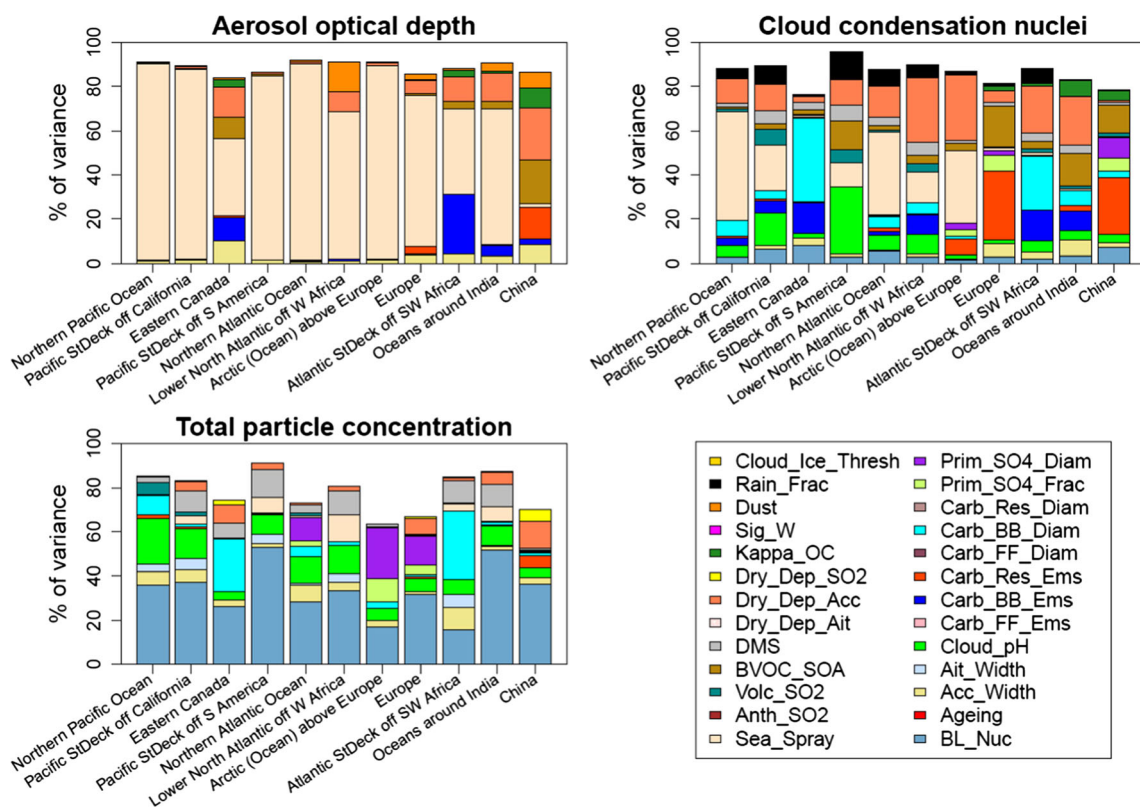 Aerosol optical depth
% of variance
100
80
60
40
20
0
Northern Pacific Ocean
Pacific StDeck off California
Eastern Canada
Pacific StDeck off S America
Northern Atlantic Ocean
Lower North Atlantic off W Africa
Arctic (Ocean) above Europe
Europe
Atlantic StDeck off SW Africa
Oceans around India
China
Cloud condensation nuclei
% of variance
100
80
60
40
20
0
Northern Pacific Ocean
Pacific StDeck off California
Eastern Canada
Pacific StDeck off S America
Northern Atlantic Ocean
Lower North Atlantic off W Africa
Arctic (Ocean) above Europe
Europe
Atlantic StDeck off SW Africa
Oceans around India
China
Total particle concentration
% of variance
100
80
60
40
20
0
Northern Pacific Ocean
Pacific StDeck off California
Eastern Canada
Pacific StDeck off S America
Northern Atlantic Ocean
Lower North Atlantic off W Africa
Arctic (Ocean) above Europe
Europe
Atlantic StDeck off SW Africa
Oceans around India
China
Cloud_Ice_Thresh
Rain_Frac
Dust
Sig_W
Kappa_OC
Dry_Dep_SO2
Dry_Dep_Acc
Dry_Dep_Ait
DMS
BVOC_SOA
Volc_SO2
Anth_SO2
Sea_Spray
Prim_SO4_Diam
Prim_SO4_Frac
Carb_Res_Diam
Carb_BB_Diam
Carb_FF_Diam
Carb_Res_Ems
Carb_BB_Ems
Carb_FF_Ems
Cloud_pH
Ait_Width
Acc_Width
Ageing
BL_Nuc